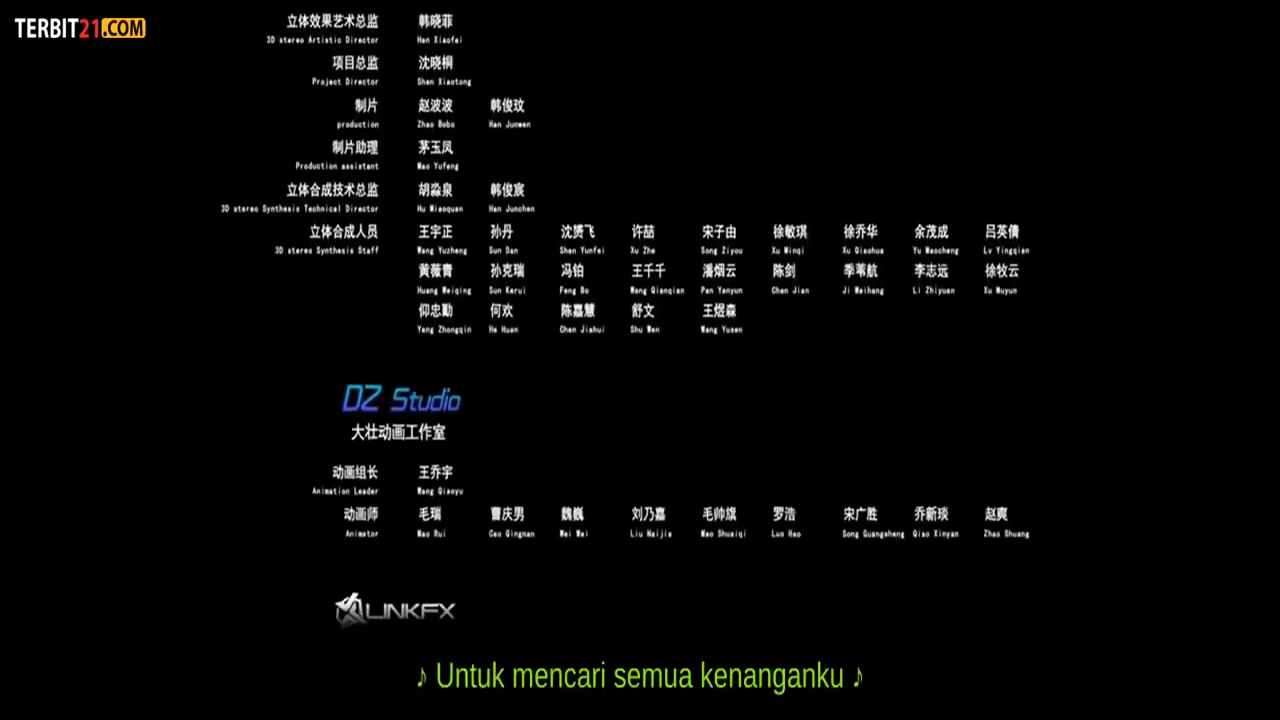 TERBIT21.COM
立体效果艺术总监 韩晓菲
3D stereo Artistic Director Han Xiaofei
项目总监 沈晓桐
Project Director Shen Xiaotong
制片 赵波波 韩俊玟
production Zhao Bobo Han Junwen
制片助理 茅玉凤
Production assistant Mao Yufeng
立体合成技术总监 胡淼泉 韩俊宸
3D stereo Synthesis Technical Director Hu Miaoquan Han Junchen
立体合成人员 王宇正 孙丹 沈赟飞 许喆 宋子由 徐敏琪 徐乔华 余茂成 吕英倩
3D stereo Synthesis Staff Wang Yuzheng Sun Dan Shen Yunfei Xu Zhe Song Ziyou Xu Minqi Xu Qiaohua Yu Maocheng Lv Yingqian
黄薇青 孙克瑞 冯铂 王千千 潘烟云 陈剑 季苇航 李志远 徐牧云
Huang Weiqing Sun Kerui Feng Bo Wang Qianqian Pan Yanyun Chen Jian Ji Weihang Li Zhiyuan Xu Muyun
仰忠勤 何欢 陈嘉慧 舒文 王煜森
Yang Zhongqin He Huan Chen Jiahui Shu Wen Wang Yusen
DZ Studio
大壮动画工作室
动画组长 王乔宇
Animation Leader Wang Qiaoyu
动画师 毛瑞 曹庆男 魏巍 刘乃嘉 毛帅旗 罗浩 宋广胜 乔新琰 赵爽
Animator Mao Rui Cao Qingnan Wei Wei Liu Naijia Mao Shuaiqi Luo Hao Song Guangsheng Qiao Xinyan Zhao Shuang
LINKFX
♪ Untuk mencari semua kenanganku ♪